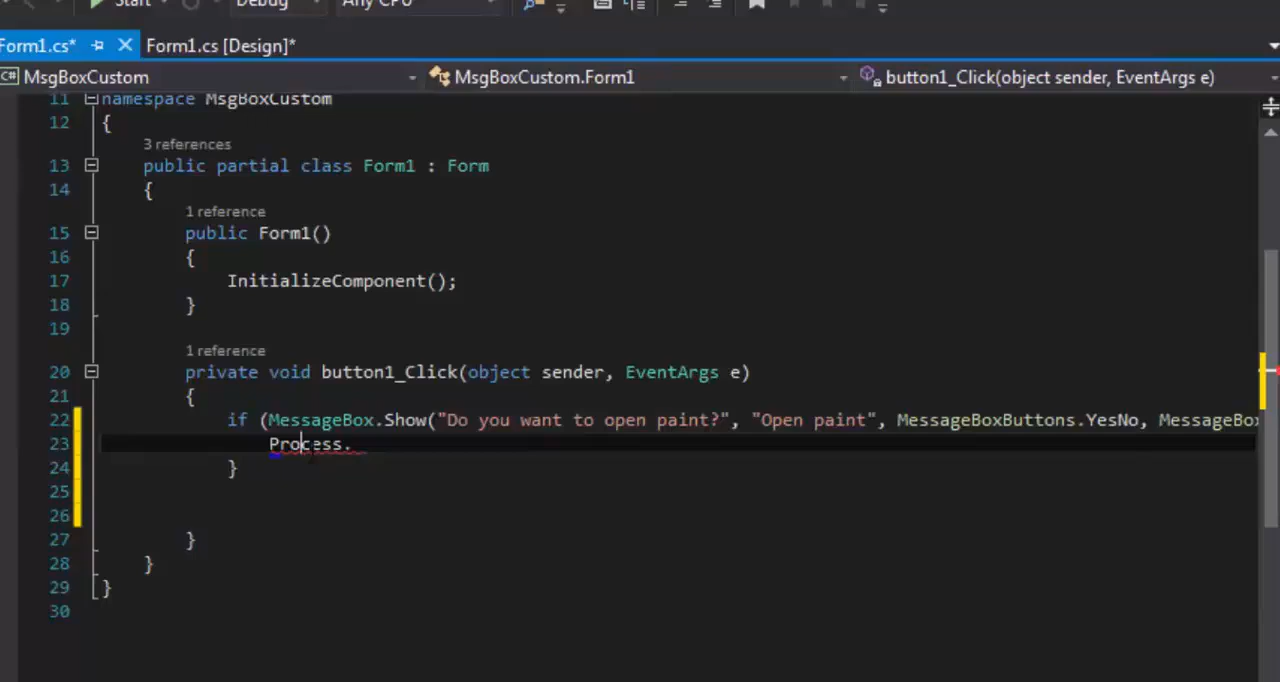 Start Debug Any CPU
Form1.cs* Form1.cs [Design]*
C# MsgBoxCustom MsgBoxCustom.Form1 button1_Click(object sender, EventArgs e)
11 namespace MsgBoxCustom
12 {
3 references
13 public partial class Form1 : Form
14 {
1 reference
15 public Form1()
16 {
17 InitializeComponent();
18 }
19
1 reference
20 private void button1_Click(object sender, EventArgs e)
21 {
22 if (MessageBox.Show("Do you want to open paint?", "Open paint", MessageBoxButtons.YesNo, MessageBox
23 Process.
24 }
25
26
27 }
28 }
29 }
30